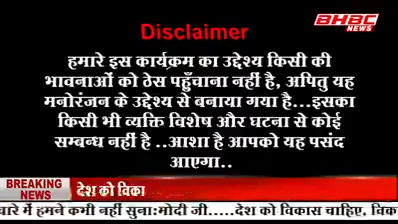 Disclaimer
BHBC
NEWS
हमारे इस कार्यक्रम का उद्देश्य किसी की
भावनाओं को ठेस पहुँचाना नहीं है, अपितु यह
मनोरंजन के उद्देश्य से बनाया गया है...इसका
किसी भी व्यक्ति विशेष और घटना से कोई
सम्बन्ध नहीं है ..आशा है आपको यह पसंद
आएगा..
BREAKING
NEWS
देश को विका
बारे में हमने कभी नहीं सुना:मोदी जी.....देश को विकास चाहिए, विक